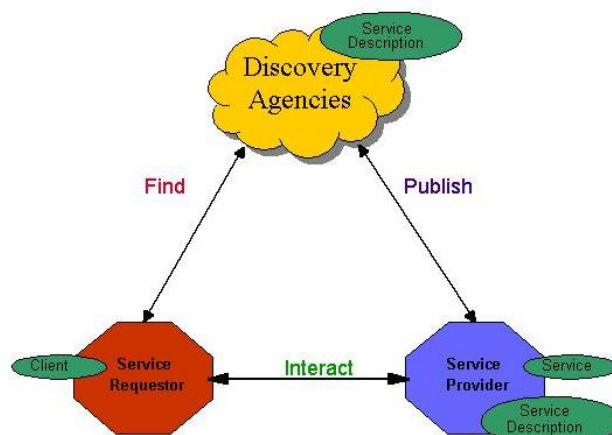 Service
Description
Discovery
Agencies
Find
Publish
Client
Service
Requestor
Interact
Service
Provider
Service
Service
Description